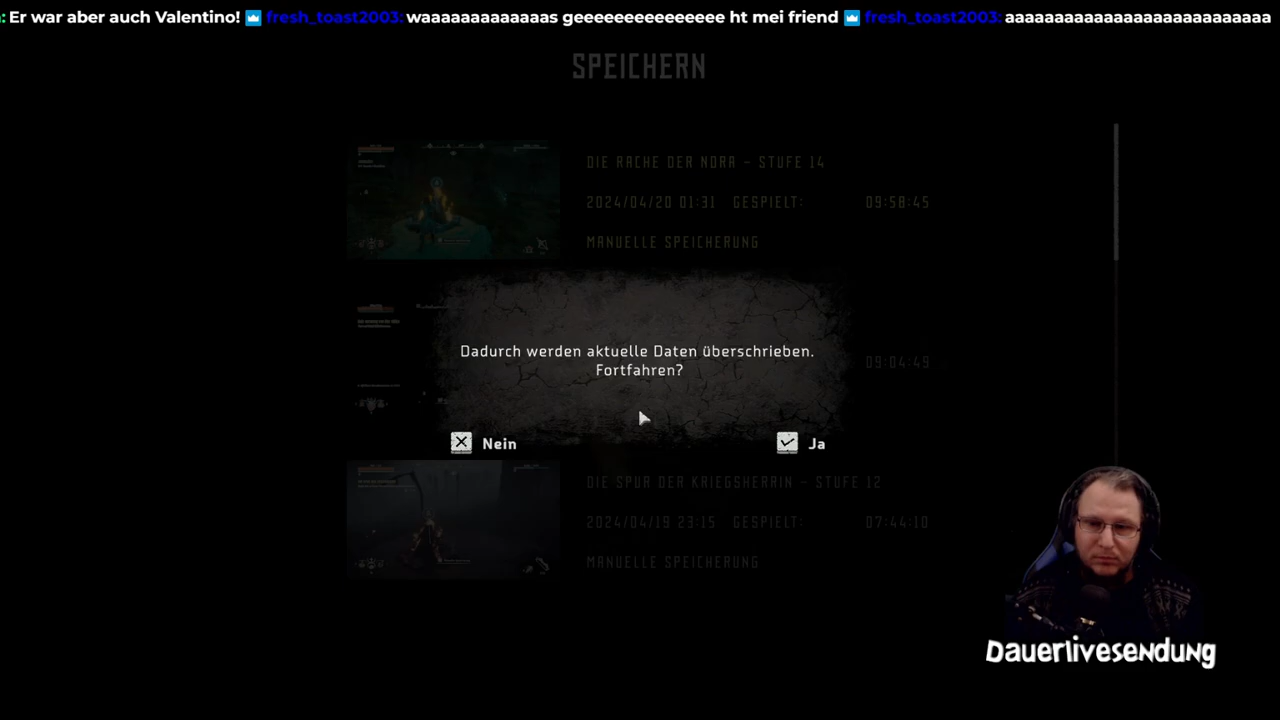 : Er war aber auch Valentino! fresh_toast2003: waaaaaaaaaaaaas geeeeeeeeeeeeeee ht mei friend fresh_toast2003: aaaaaaaaaaaaaaaaaaaaaaaaaaa
SPEICHERN
DIE RACHE DER NORA – STUFE 14
2024/04/20 01:31 GESPIELT: 09:58:45
MANUELLE SPEICHERUNG
Dadurch werden aktuelle Daten überschrieben.
Fortfahren?
09:04:49
Nein
Ja
DIE SPUR DER KRIEGSHERRIN – STUFE 12
2024/04/19 23:15 GESPIELT: 07:44:10
MANUELLE SPEICHERUNG
Dauerlivesendung